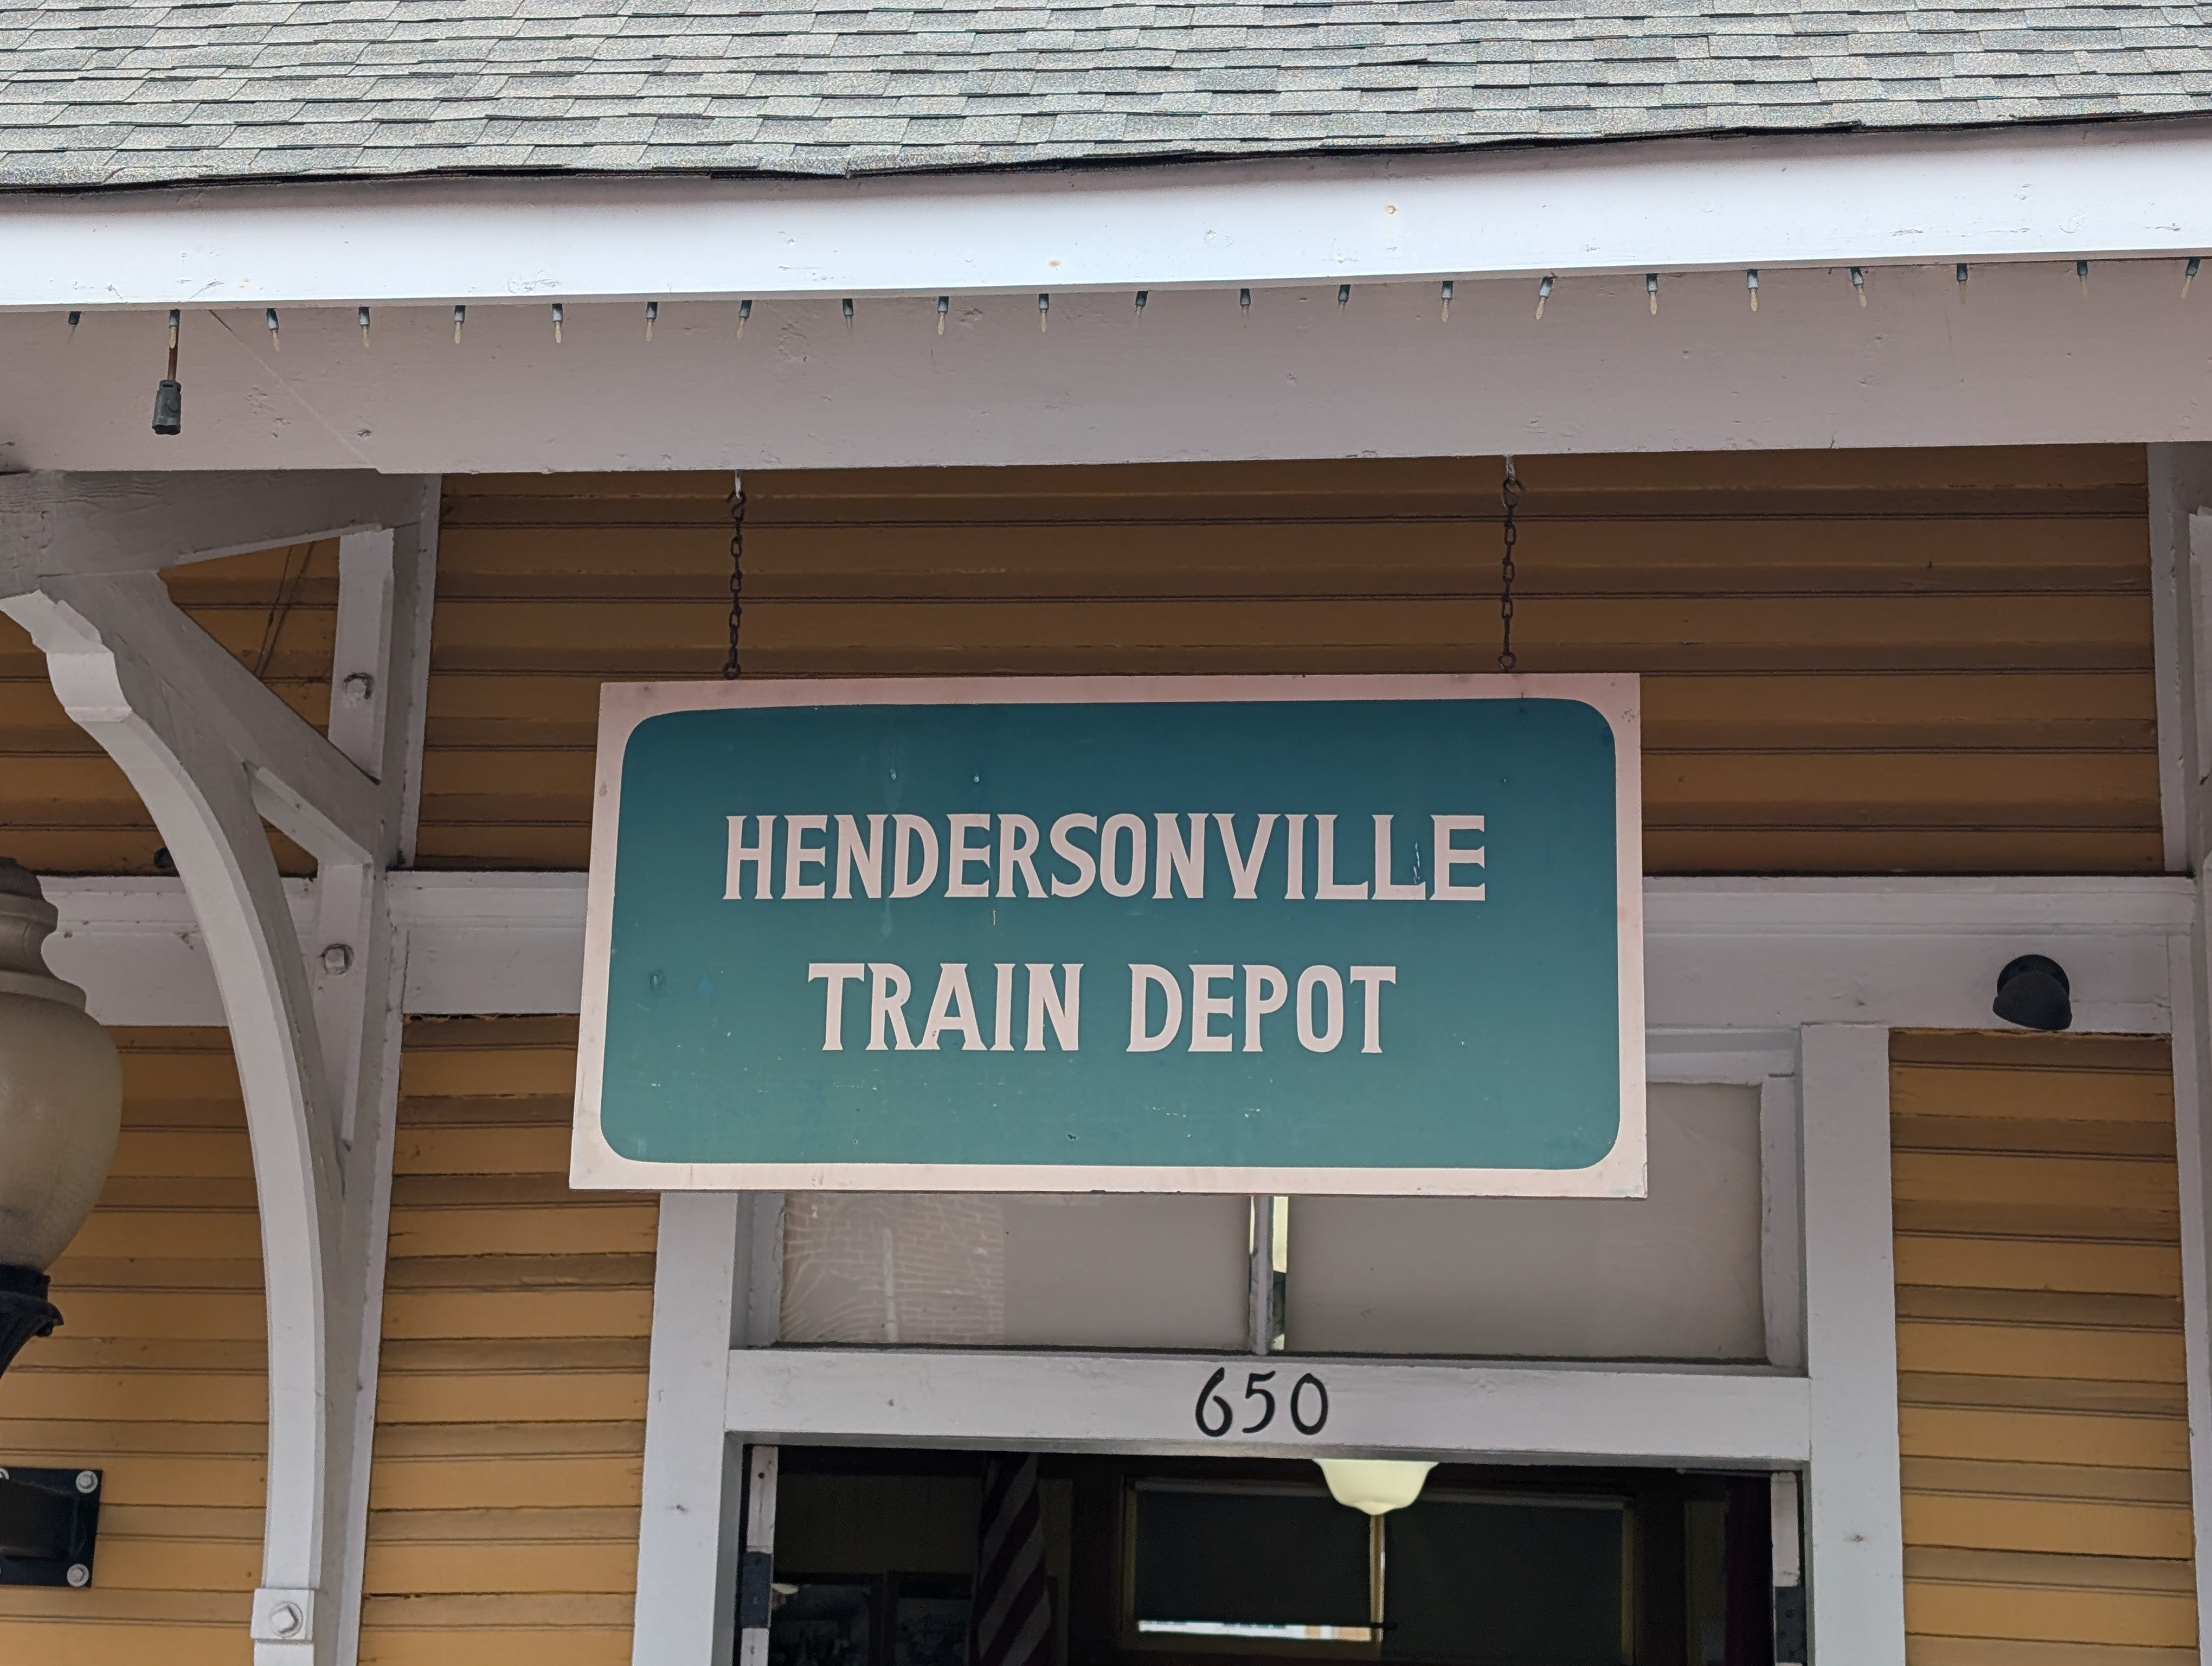 HENDERSONVILLE
TRAIN DEPOT
650